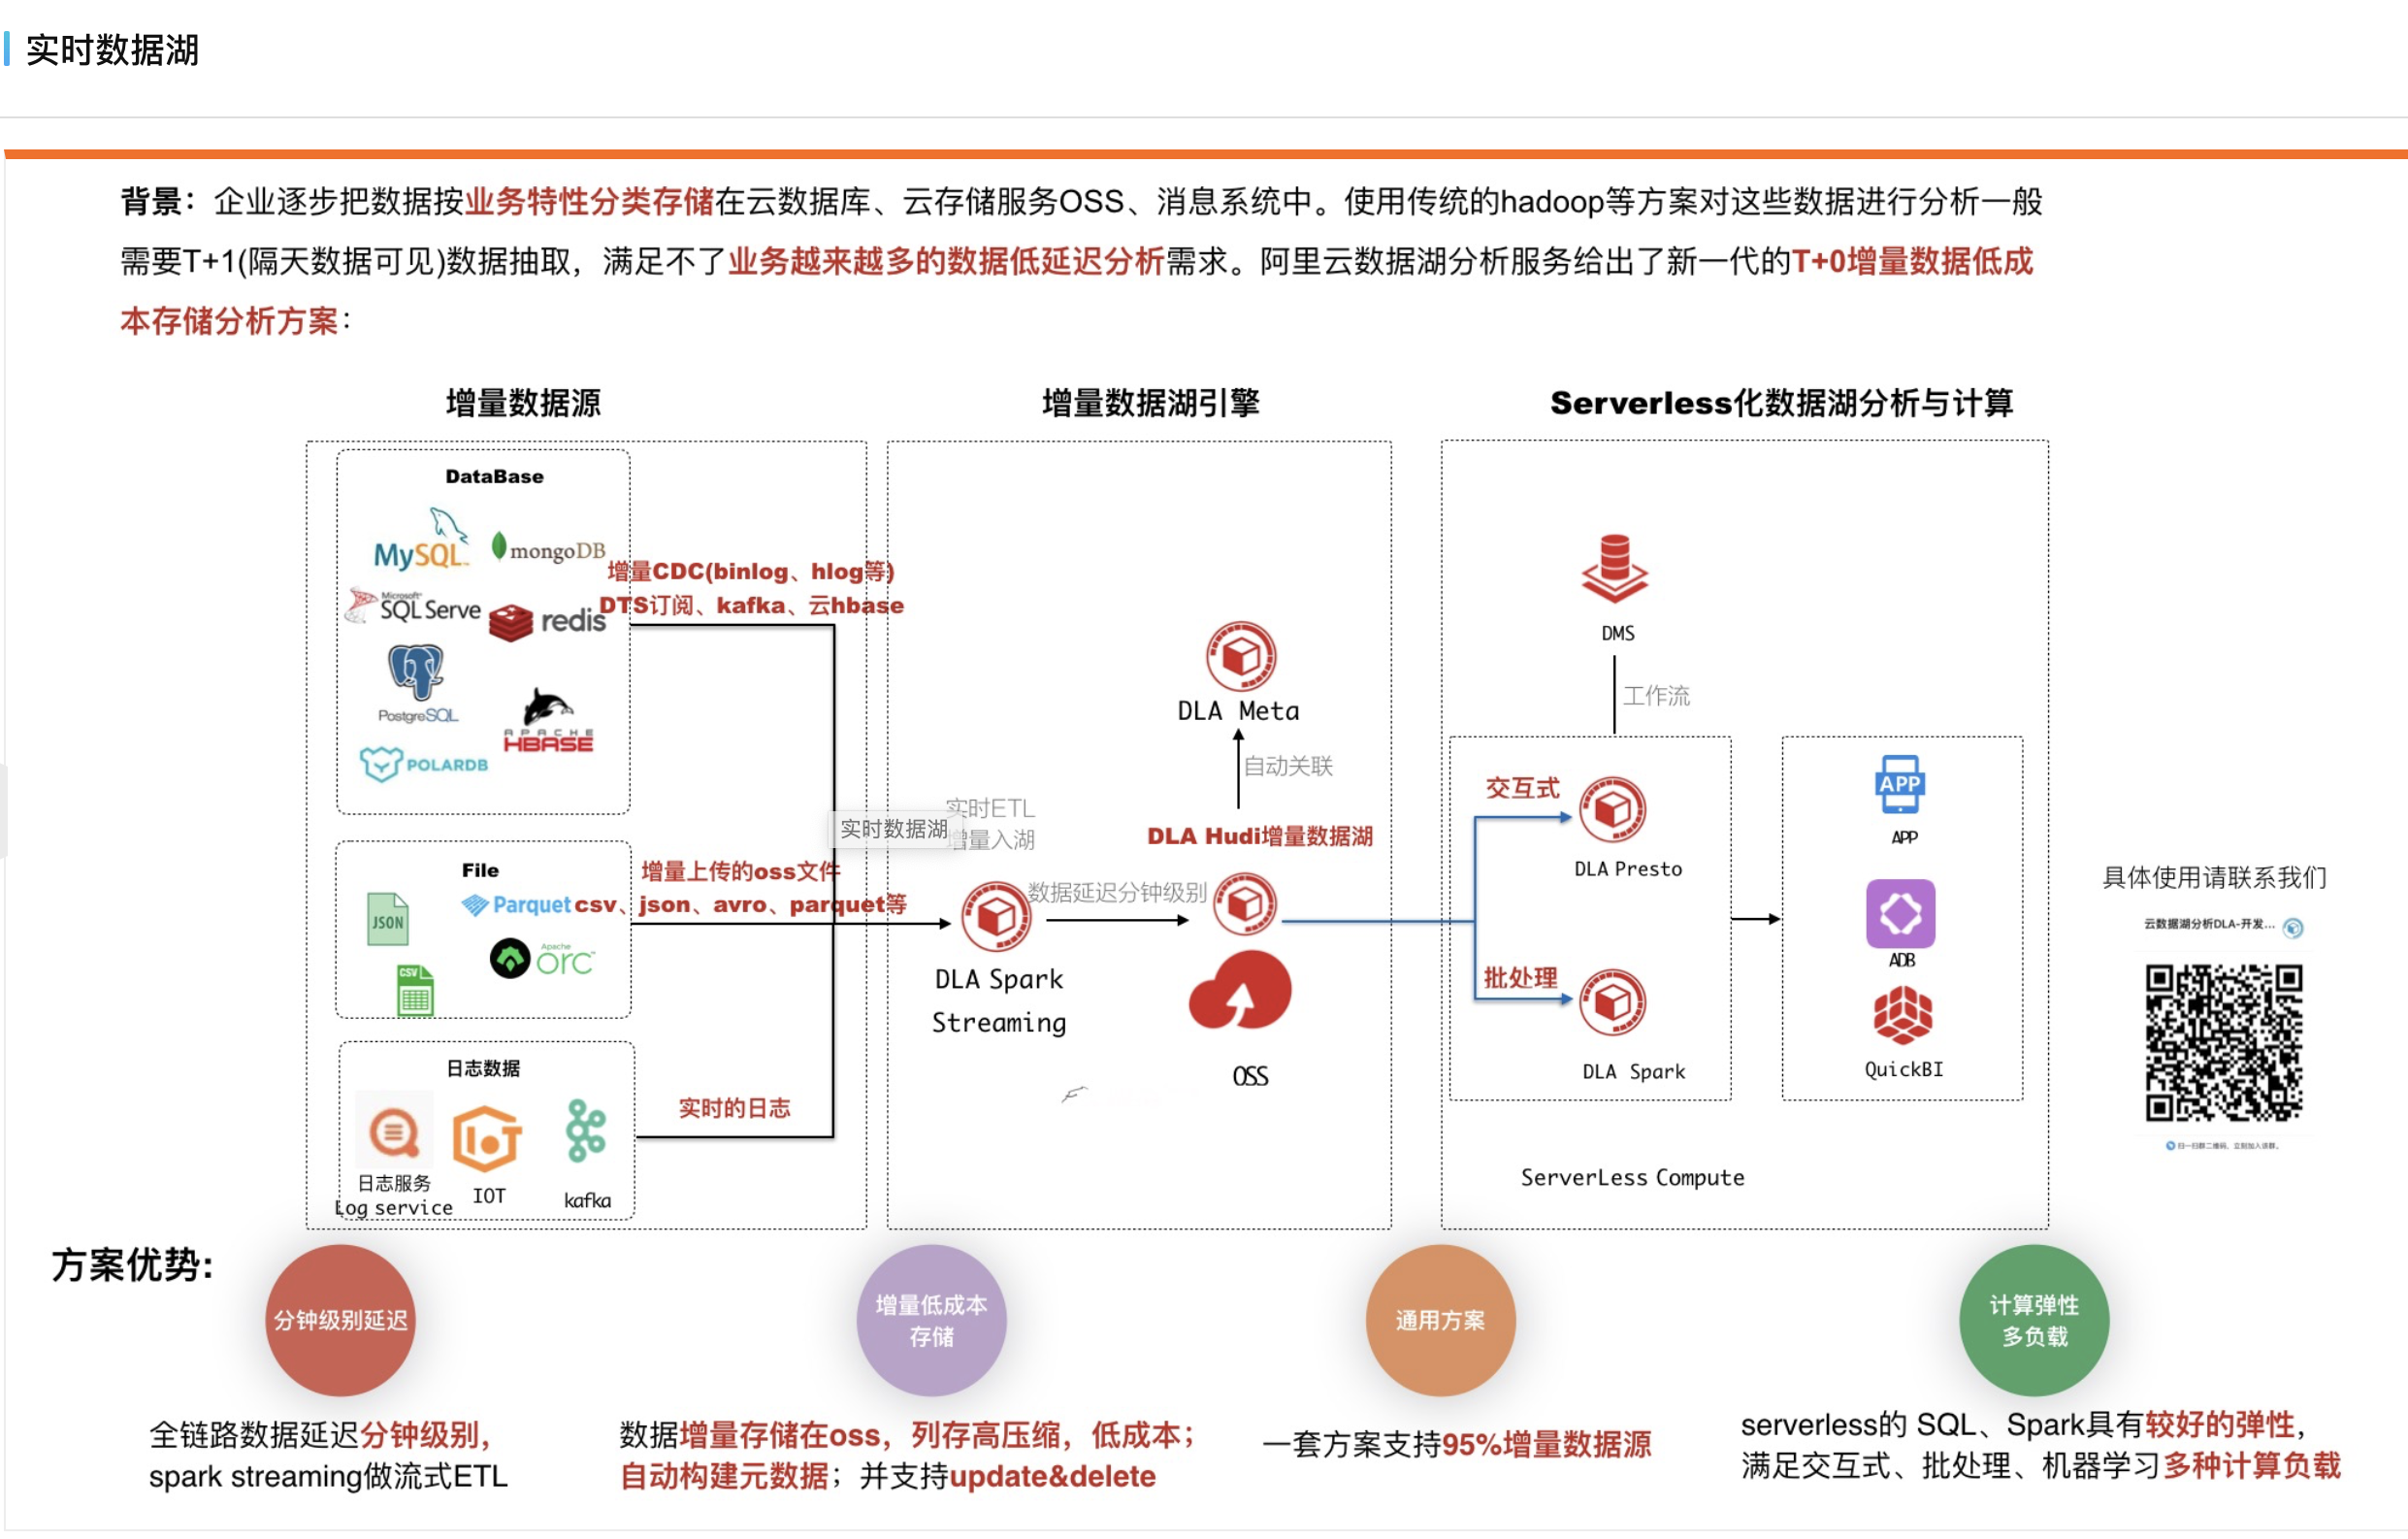 实时数据湖
背景：企业逐步把数据按业务特性分类存储在云数据库、云存储服务OSS、消息系统中。使用传统的hadoop等方案对这些数据进行分析一般
需要T+1(隔天数据可见)数据抽取，满足不了业务越来越多的数据低延迟分析需求。阿里云数据湖分析服务给出了新一代的T+0增量数据低成
本存储分析方案：
增量数据源
DataBase
MySQL
mongoDB
Microsoft
SQL Serve
redis
PostgreSQL
APACHE
HBASE
POLARDB
增量CDC(binlog、hlog等)
DTS订阅、kafka、云hbase
File
JSON
Parquet
CSV
Apache
orc
增量上传的oss文件
csv、json、avro、parquet等
日志数据
日志服务
Log service
IoT
IOT
kafka
实时的日志
增量数据湖引擎
实时数据湖
实时ETL
增量入湖
DLA Spark
Streaming
数据延迟分钟级别
DLA Meta
自动关联
DLA Hudi增量数据湖
OSS
Serverless化数据湖分析与计算
DMS
工作流
交互式
DLA Presto
批处理
DLA Spark
APP
APP
ADB
QuickBI
ServerLess Compute
具体使用请联系我们
云数据湖分析DLA-开发...
扫一扫群二维码，立刻加入该群。
方案优势:
分钟级别延迟
全链路数据延迟分钟级别，
spark streaming做流式ETL
增量低成本
存储
数据增量存储在oss，列存高压缩，低成本；
自动构建元数据；并支持update&delete
通用方案
一套方案支持95%增量数据源
计算弹性
多负载
serverless的 SQL、Spark具有较好的弹性，
满足交互式、批处理、机器学习多种计算负载